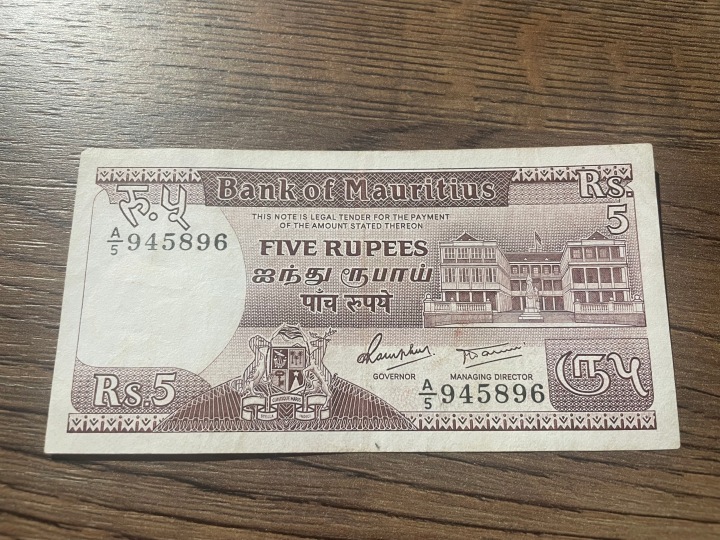 रु.५
Bank of Mauritius
Rs.
5
THIS NOTE IS LEGAL TENDER FOR THE PAYMENT
OF THE AMOUNT STATED THEREON
A/5 945896
FIVE RUPEES
ஐந்து ரூபாய்
पांच रुपये
GOVERNOR
MANAGING DIRECTOR
Rs.5
A/5 945896